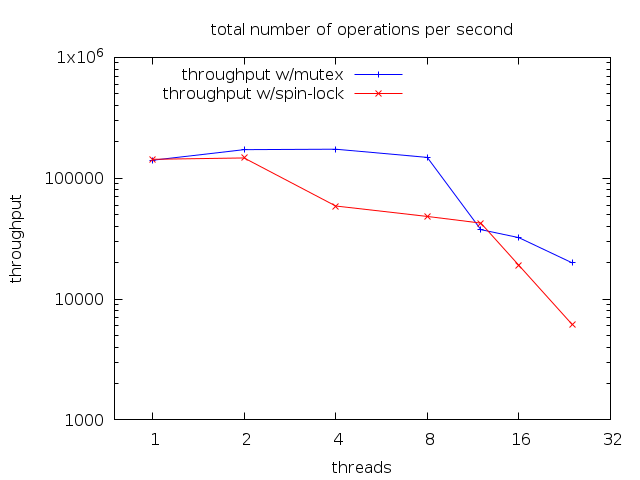 total number of operations per second
1x10^6
throughput w/mutex
throughput w/spin-lock
100000
throughput
10000
1000
1 2 4 8 16 32
threads